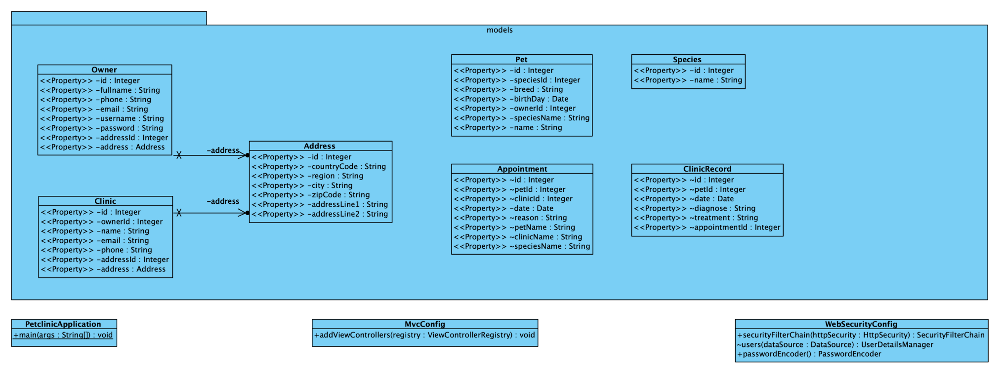 models
Owner
<<Property>> -id : Integer
<<Property>> -fullname : String
<<Property>> -phone : String
<<Property>> -email : String
<<Property>> -username : String
<<Property>> -password : String
<<Property>> -addressId : Integer
<<Property>> -address : Address
-address
Clinic
<<Property>> -id : Integer
<<Property>> -ownerId : Integer
<<Property>> -name : String
<<Property>> -email : String
<<Property>> -phone : String
<<Property>> -addressId : Integer
<<Property>> -address : Address
-address
Address
<<Property>> -id : Integer
<<Property>> -countryCode : String
<<Property>> -region : String
<<Property>> -city : String
<<Property>> -zipCode : String
<<Property>> -addressLine1 : String
<<Property>> -addressLine2 : String
Pet
<<Property>> -id : Integer
<<Property>> -speciesId : Integer
<<Property>> -breed : String
<<Property>> -birthDay : Date
<<Property>> -ownerId : Integer
<<Property>> -speciesName : String
<<Property>> -name : String
Species
<<Property>> -id : Integer
<<Property>> -name : String
Appointment
<<Property>> ~id : Integer
<<Property>> ~petId : Integer
<<Property>> ~clinicId : Integer
<<Property>> -date : Date
<<Property>> ~reason : String
<<Property>> ~petName : String
<<Property>> ~clinicName : String
<<Property>> ~speciesName : String
ClinicRecord
<<Property>> ~id : Integer
<<Property>> ~petId : Integer
<<Property>> ~date : Date
<<Property>> ~diagnose : String
<<Property>> ~treatment : String
<<Property>> ~appointmentId : Integer
PetclinicApplication
+main(args : String[]) : void
MvcConfig
+addViewControllers(registry : ViewControllerRegistry) : void
WebSecurityConfig
+securityFilterChain(httpSecurity : HttpSecurity) : SecurityFilterChain
~users(dataSource : DataSource) : UserDetailsManager
+passwordEncoder() : PasswordEncoder